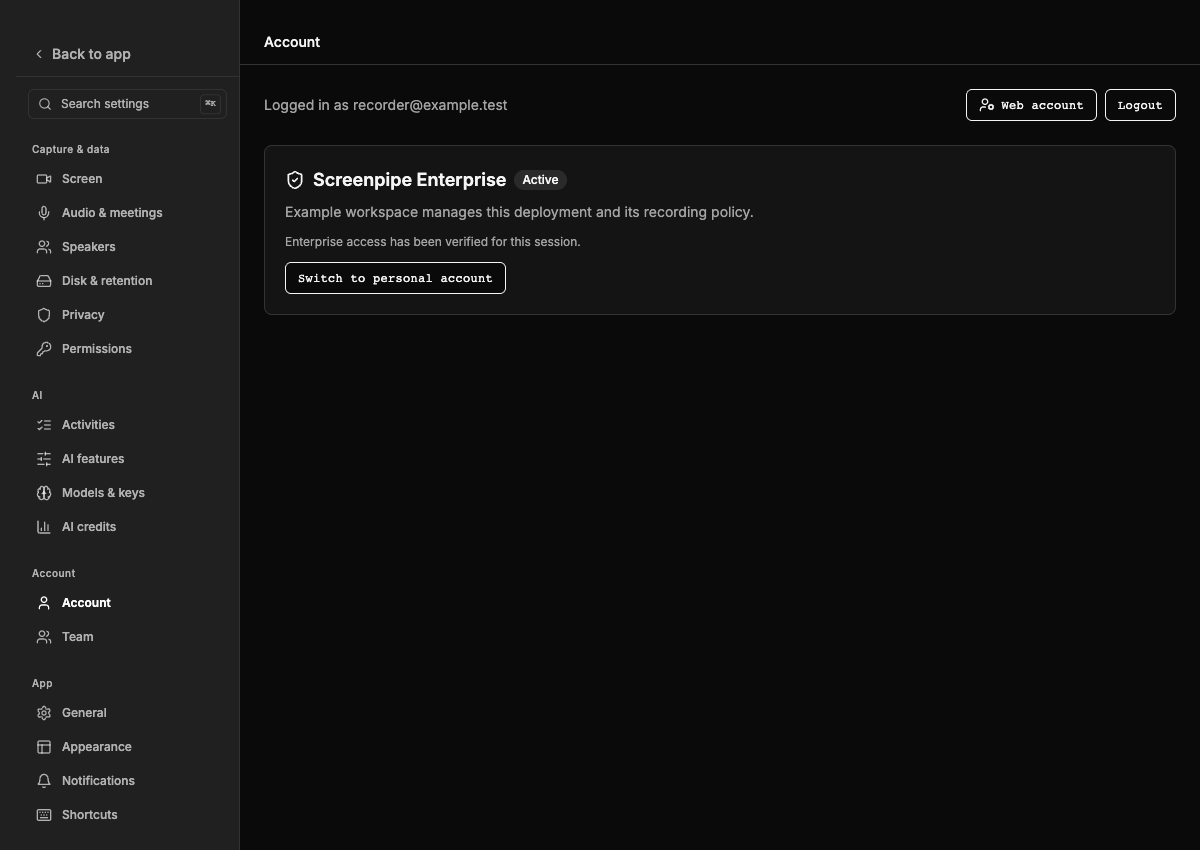 Back to app
Search settings
⌘K
Capture & data
Screen
Audio & meetings
Speakers
Disk & retention
Privacy
Permissions
AI
Activities
AI features
Models & keys
AI credits
Account
Account
Team
App
General
Appearance
Notifications
Shortcuts
Account
Logged in as recorder@example.test
Web account
Logout
Screenpipe Enterprise Active
Example workspace manages this deployment and its recording policy.
Enterprise access has been verified for this session.
Switch to personal account